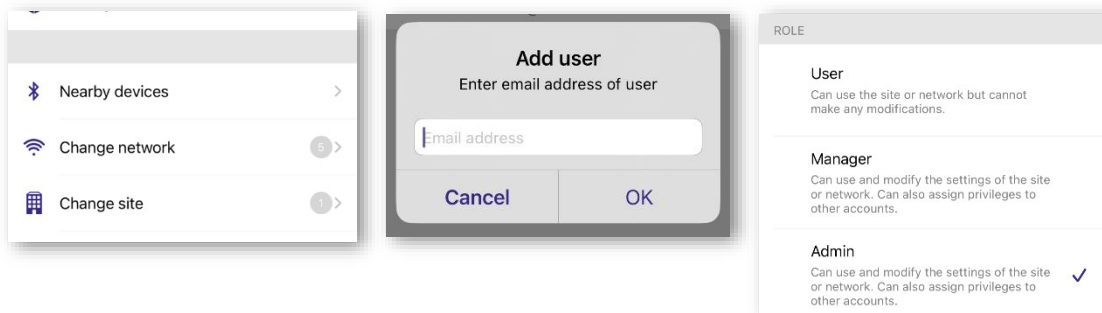 Nearby devices
Change network 5
Change site 1
Add user
Enter email address of user
Email address
Cancel OK
ROLE
User
Can use the site or network but cannot
make any modifications.
Manager
Can use and modify the settings of the site
or network. Can also assign privileges to
other accounts.
Admin
Can use and modify the settings of the site
or network. Can also assign privileges to
other accounts.